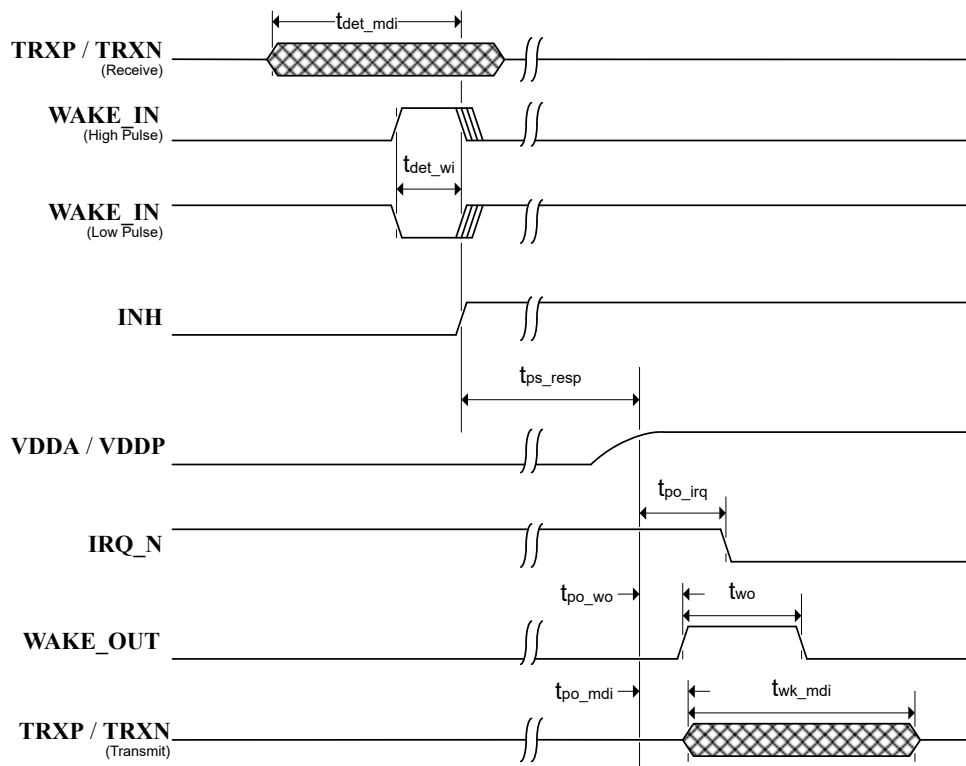 tdet_mdi
TRXP / TRXN
(Receive)
WAKE_IN
(High Pulse)
tdet_wi
WAKE_IN
(Low Pulse)
INH
tps_resp
VDDA / VDDP
tpo_irq
IRQ_N
tpo_wo
two
WAKE_OUT
tpo_mdi
twk_mdi
TRXP / TRXN
(Transmit)